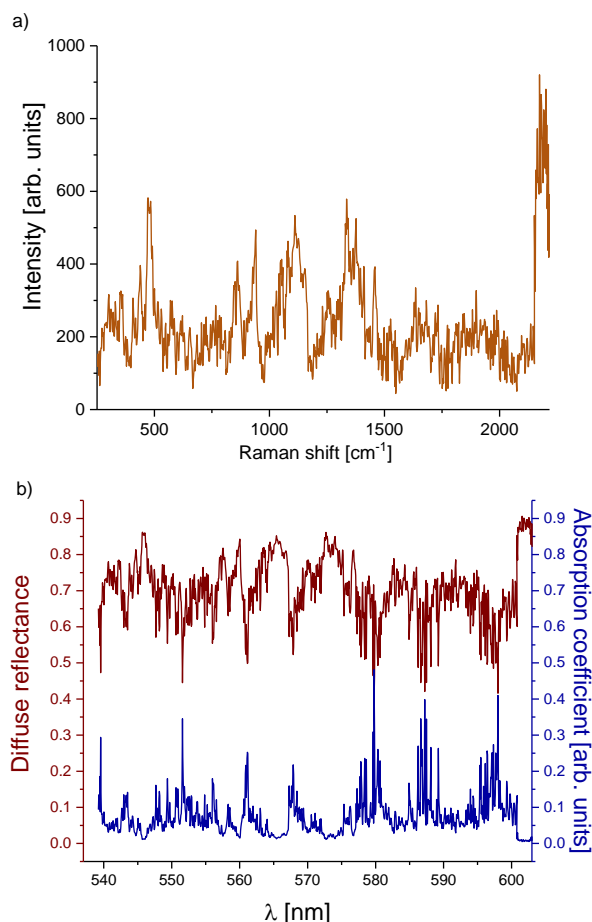 a)
1000
800
600
400
200
0
Intensity [arb. units]
500 1000 1500 2000
Raman shift [cm⁻¹]
b)
0.9 0.9
0.8 0.8
0.7 0.7
0.6 0.6
0.5 0.5
0.4 0.4
0.3 0.3
0.2 0.2
0.1 0.1
0.0 0.0
Diffuse reflectance
Absorption coefficient [arb. units]
540 550 560 570 580 590 600
λ [nm]